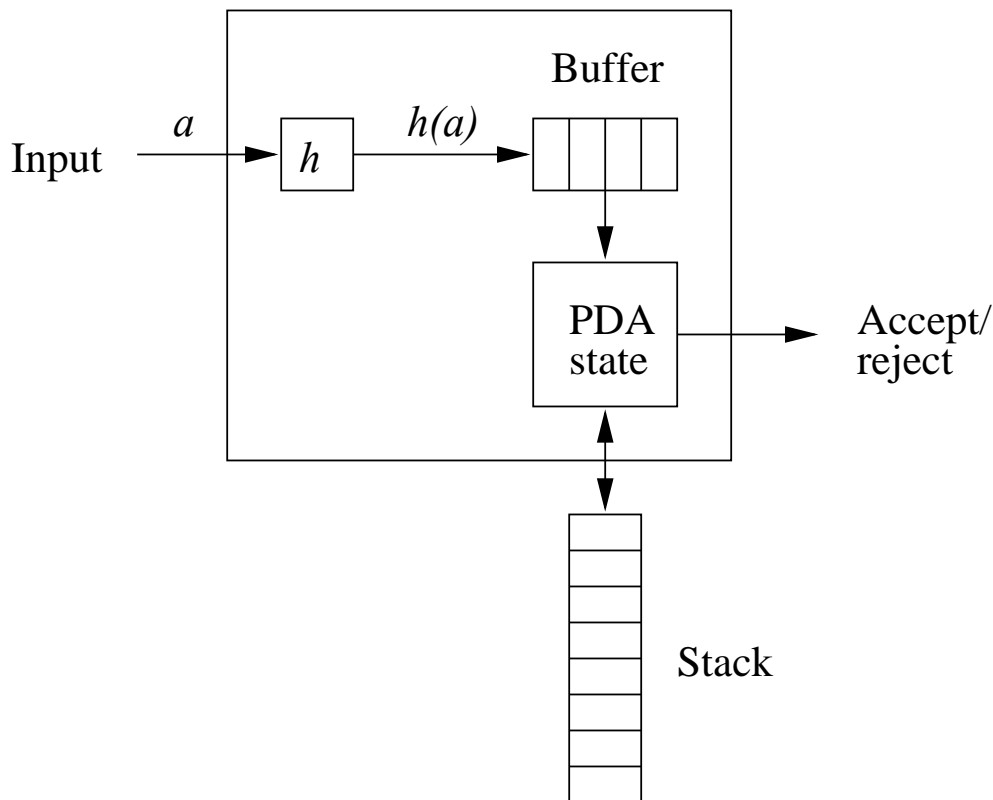 Buffer
a
h(a)
Input
h
PDA
state
Accept/
reject
Stack